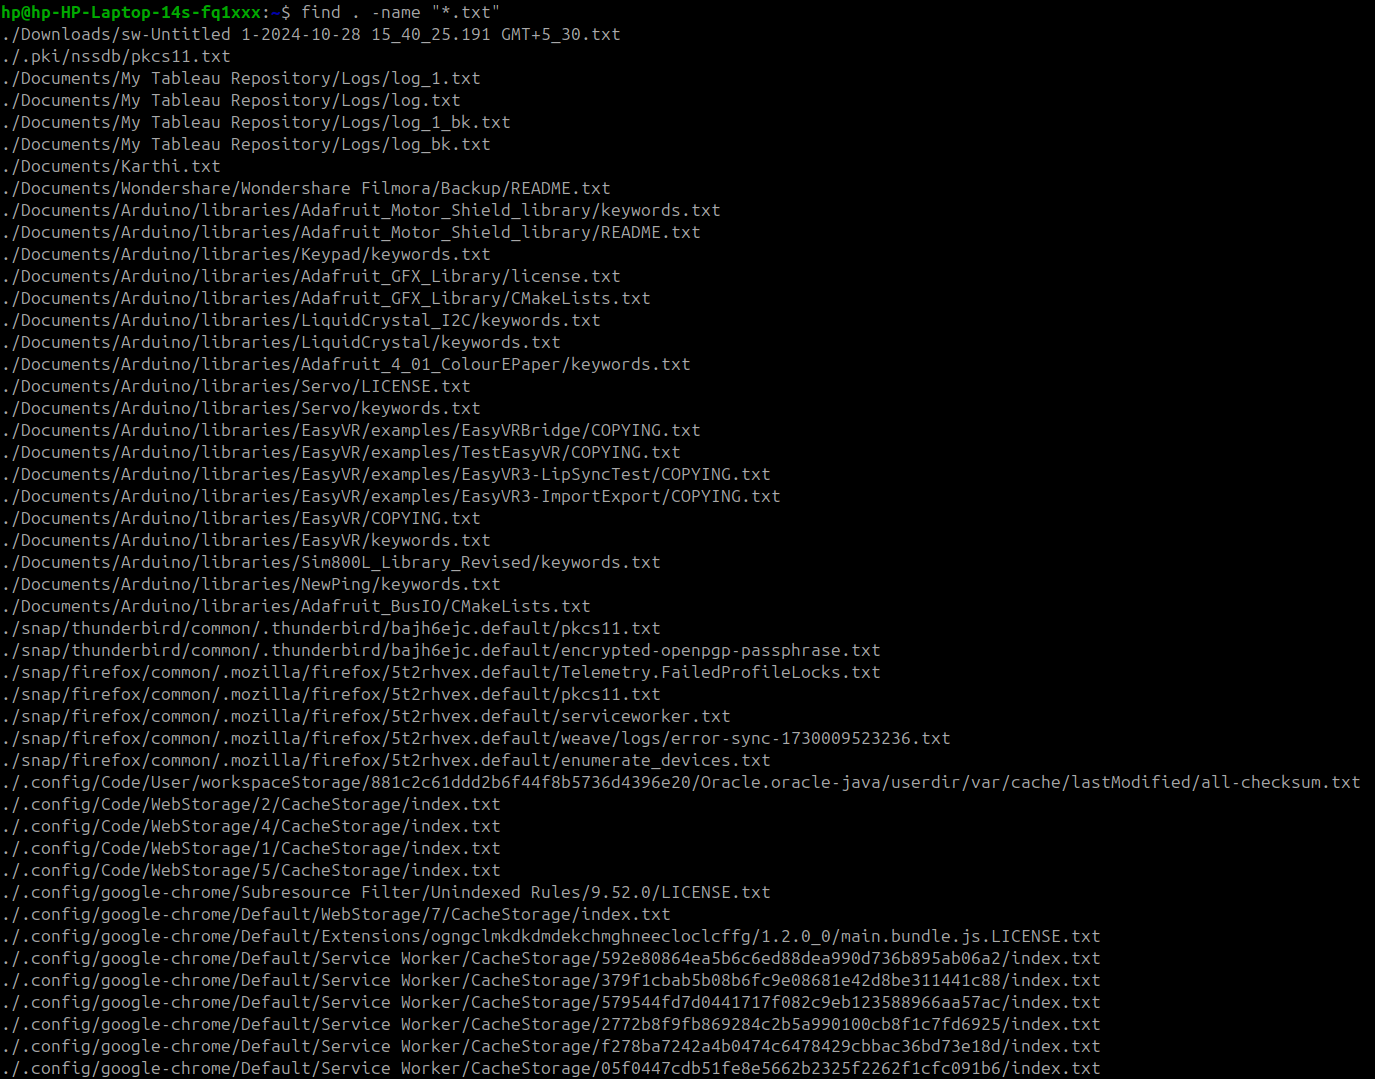 hp@hp-HP-Laptop-14s-fq1xxx:~$ find . -name "*.txt"
./Downloads/sw-Untitled 1-2024-10-28 15_40_25.191 GMT+5_30.txt
./.pki/nssdb/pkcs11.txt
./Documents/My Tableau Repository/Logs/log_1.txt
./Documents/My Tableau Repository/Logs/log.txt
./Documents/My Tableau Repository/Logs/log_1_bk.txt
./Documents/My Tableau Repository/Logs/log_bk.txt
./Documents/Karthi.txt
./Documents/Wondershare/Wondershare Filmora/Backup/README.txt
./Documents/Arduino/libraries/Adafruit_Motor_Shield_library/keywords.txt
./Documents/Arduino/libraries/Adafruit_Motor_Shield_library/README.txt
./Documents/Arduino/libraries/Keypad/keywords.txt
./Documents/Arduino/libraries/Adafruit_GFX_Library/license.txt
./Documents/Arduino/libraries/Adafruit_GFX_Library/CMakeLists.txt
./Documents/Arduino/libraries/LiquidCrystal_I2C/keywords.txt
./Documents/Arduino/libraries/LiquidCrystal/keywords.txt
./Documents/Arduino/libraries/Adafruit_4_01_ColourEPaper/keywords.txt
./Documents/Arduino/libraries/Servo/LICENSE.txt
./Documents/Arduino/libraries/Servo/keywords.txt
./Documents/Arduino/libraries/EasyVR/examples/EasyVRBridge/COPYING.txt
./Documents/Arduino/libraries/EasyVR/examples/TestEasyVR/COPYING.txt
./Documents/Arduino/libraries/EasyVR/examples/EasyVR3-LipSyncTest/COPYING.txt
./Documents/Arduino/libraries/EasyVR/examples/EasyVR3-ImportExport/COPYING.txt
./Documents/Arduino/libraries/EasyVR/COPYING.txt
./Documents/Arduino/libraries/EasyVR/keywords.txt
./Documents/Arduino/libraries/Sim800L_Library_Revised/keywords.txt
./Documents/Arduino/libraries/NewPing/keywords.txt
./Documents/Arduino/libraries/Adafruit_BusIO/CMakeLists.txt
./snap/thunderbird/common/.thunderbird/bajh6ejc.default/pkcs11.txt
./snap/thunderbird/common/.thunderbird/bajh6ejc.default/encrypted-openpgp-passphrase.txt
./snap/firefox/common/.mozilla/firefox/5t2rhvex.default/Telemetry.FailedProfileLocks.txt
./snap/firefox/common/.mozilla/firefox/5t2rhvex.default/pkcs11.txt
./snap/firefox/common/.mozilla/firefox/5t2rhvex.default/serviceworker.txt
./snap/firefox/common/.mozilla/firefox/5t2rhvex.default/weave/logs/error-sync-1730009523236.txt
./snap/firefox/common/.mozilla/firefox/5t2rhvex.default/enumerate_devices.txt
./.config/Code/User/workspaceStorage/881c2c61ddd2b6f44f8b5736d4396e20/Oracle.oracle-java/userdir/var/cache/lastModified/all-checksum.txt
./.config/Code/WebStorage/2/CacheStorage/index.txt
./.config/Code/WebStorage/4/CacheStorage/index.txt
./.config/Code/WebStorage/1/CacheStorage/index.txt
./.config/Code/WebStorage/5/CacheStorage/index.txt
./.config/google-chrome/Subresource Filter/Unindexed Rules/9.52.0/LICENSE.txt
./.config/google-chrome/Default/WebStorage/7/CacheStorage/index.txt
./.config/google-chrome/Default/Extensions/ogngclmkdkdmdekchmghneecloclcffg/1.2.0_0/main.bundle.js.LICENSE.txt
./.config/google-chrome/Default/Service Worker/CacheStorage/592e80864ea5b6c6ed88dea990d736b895ab06a2/index.txt
./.config/google-chrome/Default/Service Worker/CacheStorage/379f1cbab5b08b6fc9e08681e42d8be311441c88/index.txt
./.config/google-chrome/Default/Service Worker/CacheStorage/579544fd7d0441717f082c9eb123588966aa57ac/index.txt
./.config/google-chrome/Default/Service Worker/CacheStorage/2772b8f9fb869284c2b5a990100cb8f1c7fd6925/index.txt
./.config/google-chrome/Default/Service Worker/CacheStorage/f278ba7242a4b0474c6478429cbbac36bd73e18d/index.txt
./.config/google-chrome/Default/Service Worker/CacheStorage/05f0447cdb51fe8e5662b2325f2262f1cfc091b6/index.txt